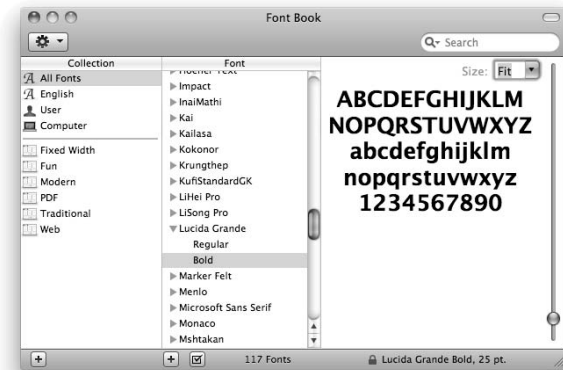 Font Book
Search
Collection
All Fonts
English
User
Computer
Fixed Width
Fun
Modern
PDF
Traditional
Web
Font
Hoefler Text
Impact
InaiMathi
Kai
Kailasa
Kokonor
Krungthep
KufiStandardGK
LiHei Pro
LiSong Pro
Lucida Grande
Regular
Bold
Marker Felt
Menlo
Microsoft Sans Serif
Monaco
Mshtakan
Size: Fit
ABCDEFGHIJKLM
NOPQRSTUVWXYZ
abcdefghijklm
nopqrstuvwxyz
1234567890
117 Fonts
Lucida Grande Bold, 25 pt.